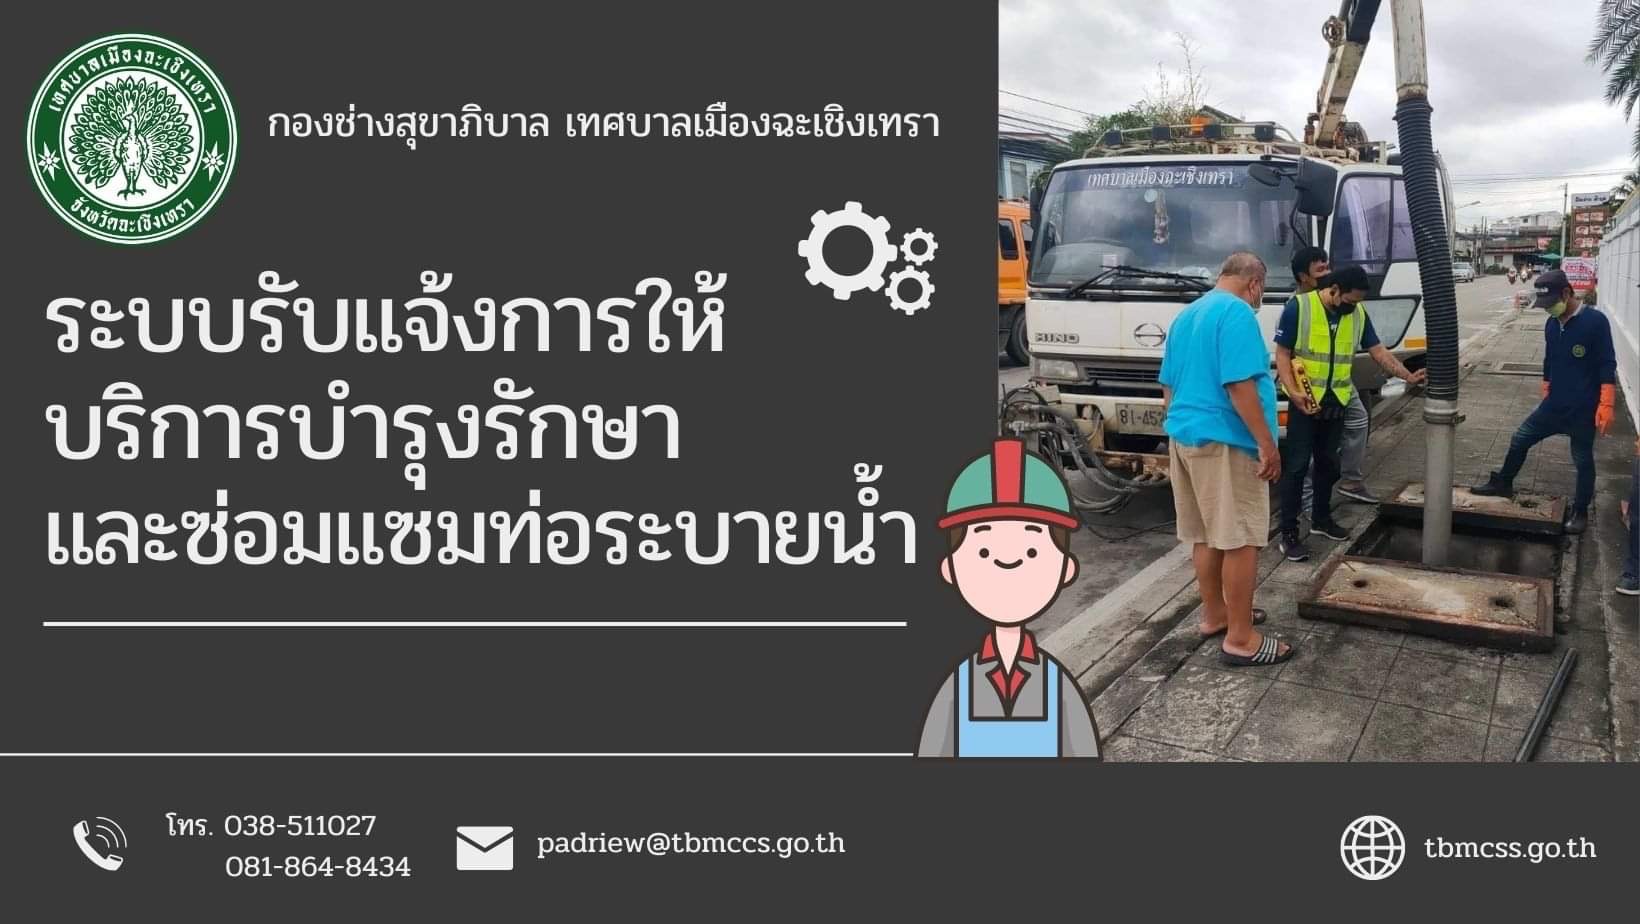 เทศบาลเมืองฉะเชิงเทรา
จังหวัดฉะเชิงเทรา
กองช่างสุขาภิบาล เทศบาลเมืองฉะเชิงเทรา
ระบบรับแจ้งการให้
บริการบำรุงรักษา
และซ่อมแซมท่อระบายน้ำ
เทศบาลเมืองฉะเชิงเทรา
HINO
โทร. 038-511027
081-864-8434
padriew@tbmccs.go.th
tbmcss.go.th